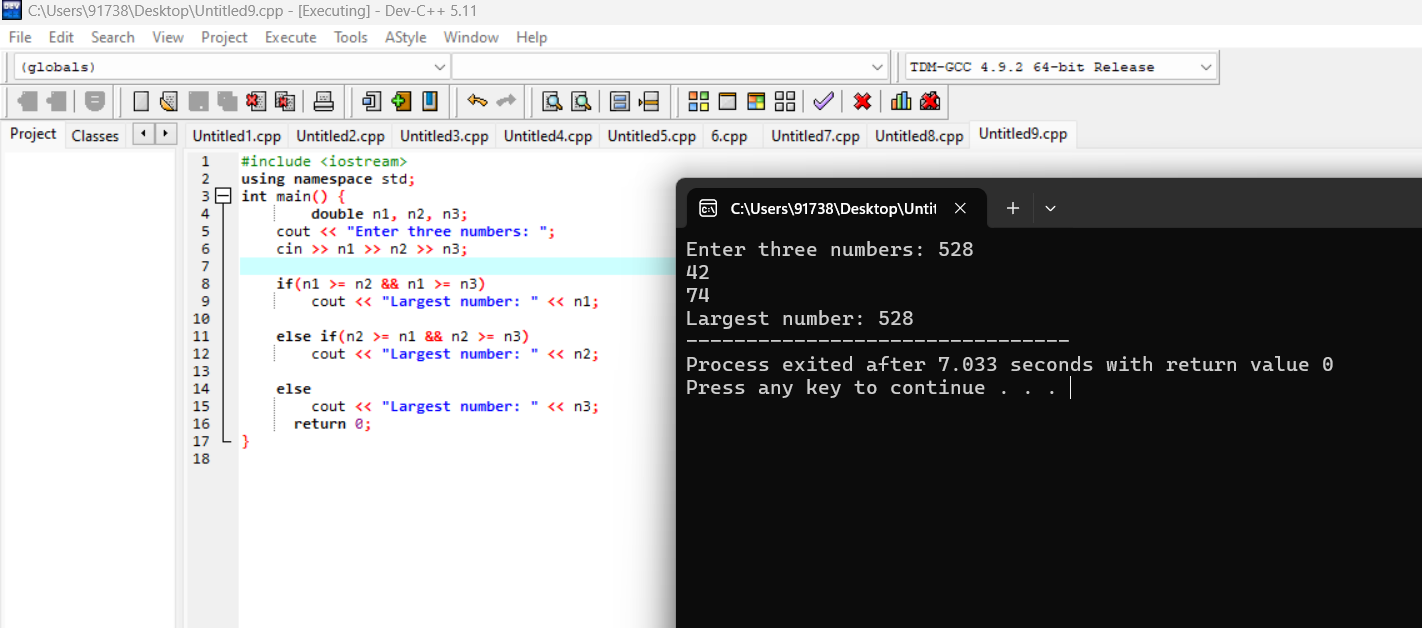 C:\Users\91738\Desktop\Untitled9.cpp - [Executing] - Dev-C++ 5.11
File Edit Search View Project Execute Tools AStyle Window Help
(globals)
TDM-GCC 4.9.2 64-bit Release
Project Classes
Untitled1.cpp Untitled2.cpp Untitled3.cpp Untitled4.cpp Untitled5.cpp 6.cpp Untitled7.cpp Untitled8.cpp Untitled9.cpp
1 #include <iostream>
2 using namespace std;
3 int main() {
4 double n1, n2, n3;
5 cout << "Enter three numbers: ";
6 cin >> n1 >> n2 >> n3;
7
8 if(n1 >= n2 && n1 >= n3)
9 cout << "Largest number: " << n1;
10
11 else if(n2 >= n1 && n2 >= n3)
12 cout << "Largest number: " << n2;
13
14 else
15 cout << "Largest number: " << n3;
16 return 0;
17 }
18
C:\Users\91738\Desktop\Untit
Enter three numbers: 528
42
74
Largest number: 528
--------------------------------
Process exited after 7.033 seconds with return value 0
Press any key to continue . . .